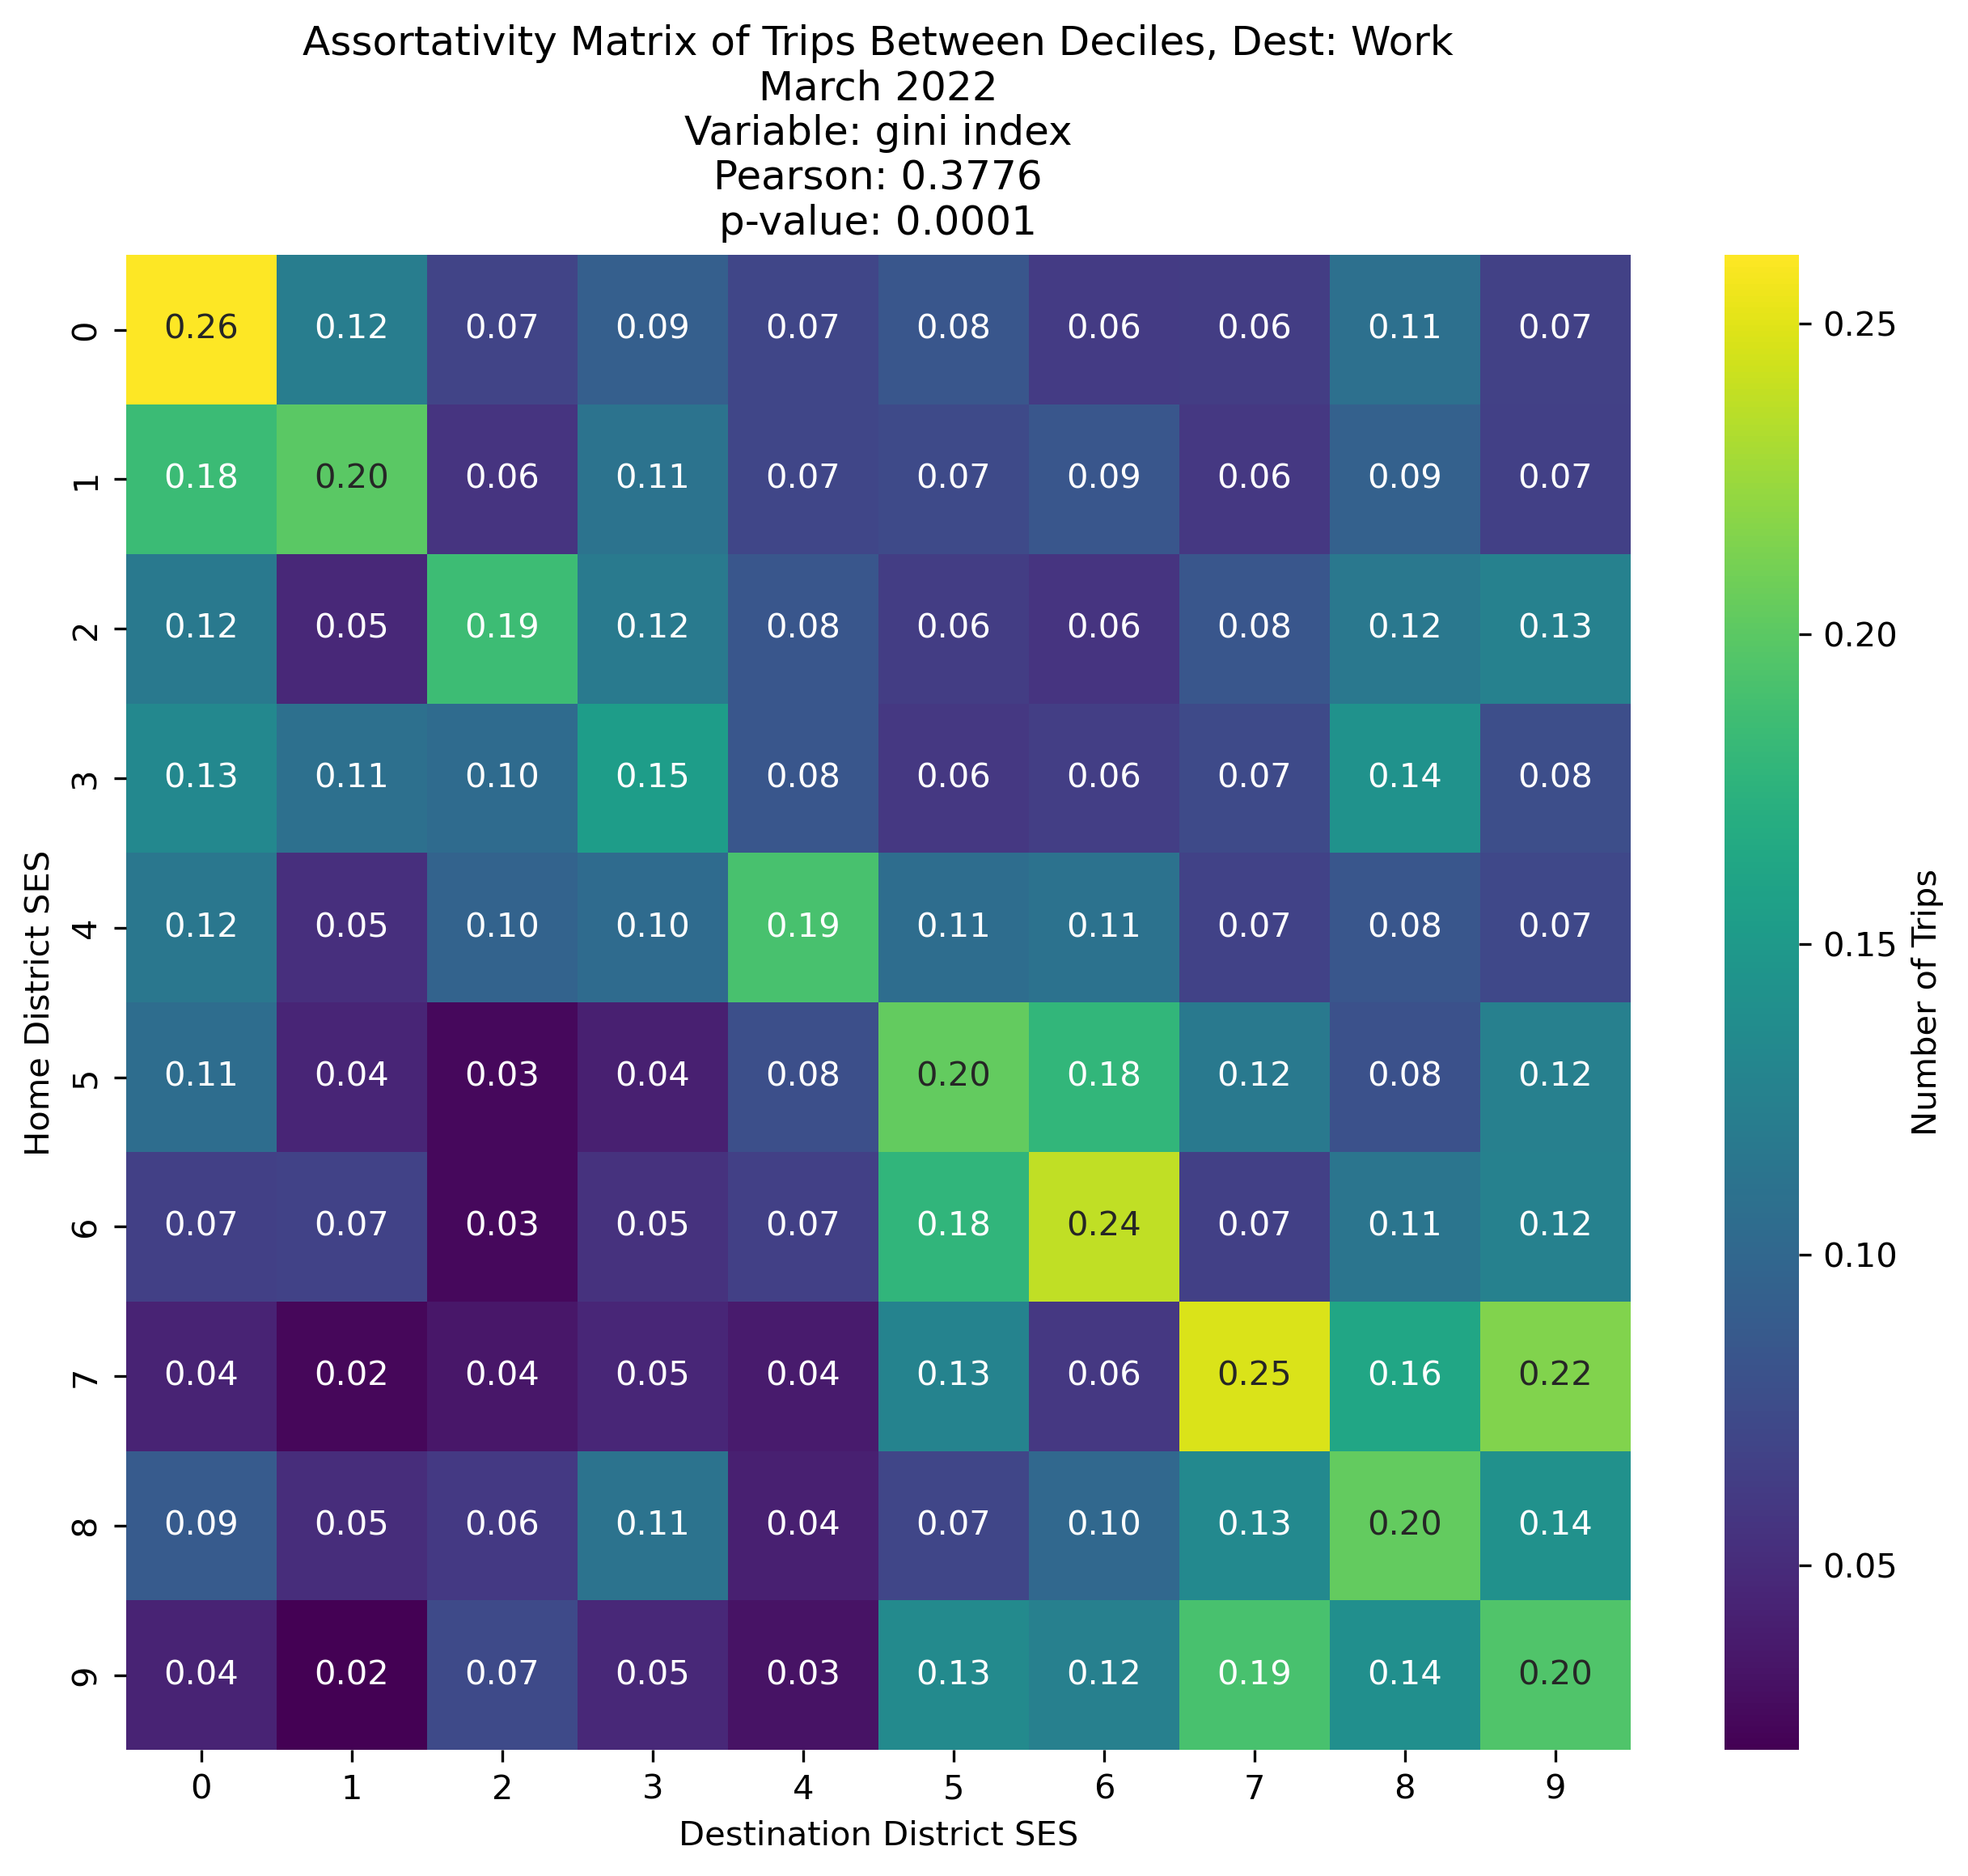 Assortativity Matrix of Trips Between Deciles, Dest: Work
March 2022
Variable: gini index
Pearson: 0.3776
p-value: 0.0001
0 0.26 0.12 0.07 0.09 0.07 0.08 0.06 0.06 0.11 0.07
1 0.18 0.20 0.06 0.11 0.07 0.07 0.09 0.06 0.09 0.07
2 0.12 0.05 0.19 0.12 0.08 0.06 0.06 0.08 0.12 0.13
3 0.13 0.11 0.10 0.15 0.08 0.06 0.06 0.07 0.14 0.08
4 0.12 0.05 0.10 0.10 0.19 0.11 0.11 0.07 0.08 0.07
5 0.11 0.04 0.03 0.04 0.08 0.20 0.18 0.12 0.08 0.12
6 0.07 0.07 0.03 0.05 0.07 0.18 0.24 0.07 0.11 0.12
7 0.04 0.02 0.04 0.05 0.04 0.13 0.06 0.25 0.16 0.22
8 0.09 0.05 0.06 0.11 0.04 0.07 0.10 0.13 0.20 0.14
9 0.04 0.02 0.07 0.05 0.03 0.13 0.12 0.19 0.14 0.20
0 1 2 3 4 5 6 7 8 9
Destination District SES
Home District SES
0.25
0.20
0.15
0.10
0.05
Number of Trips